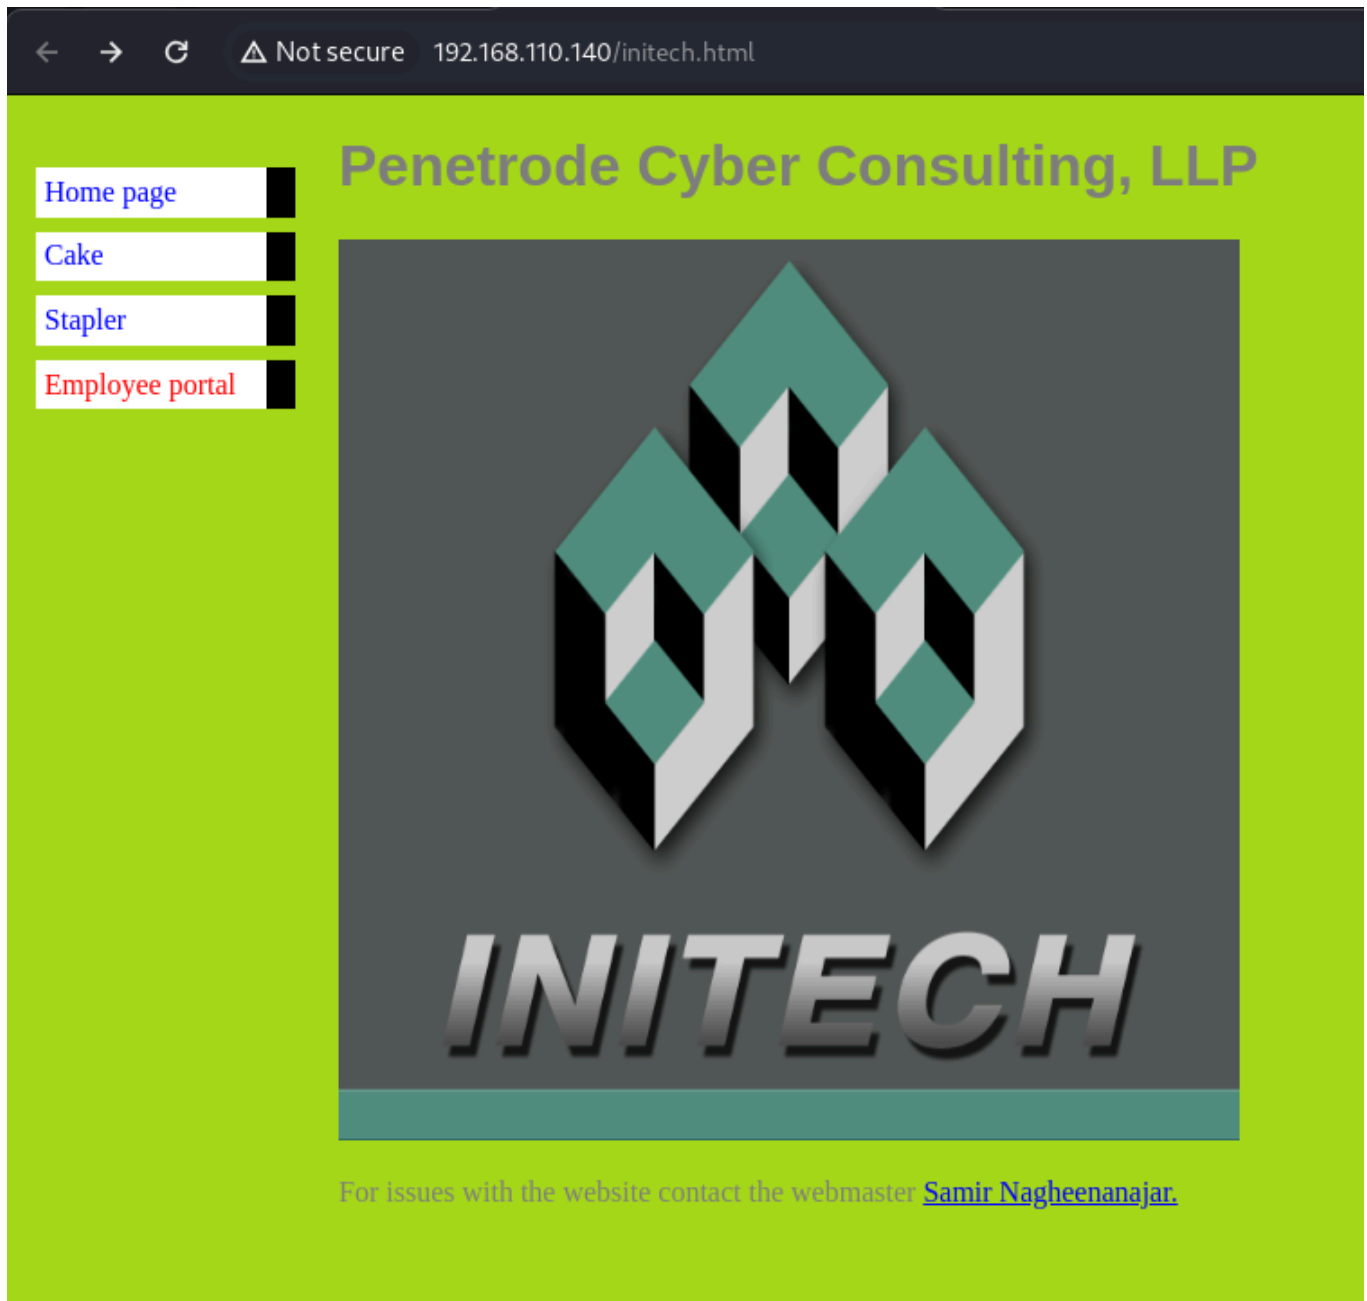 Not secure 192.168.110.140/initech.html
Penetrode Cyber Consulting, LLP
Home page
Cake
Stapler
Employee portal
INITECH
For issues with the website contact the webmaster Samir Nagheenanajar.